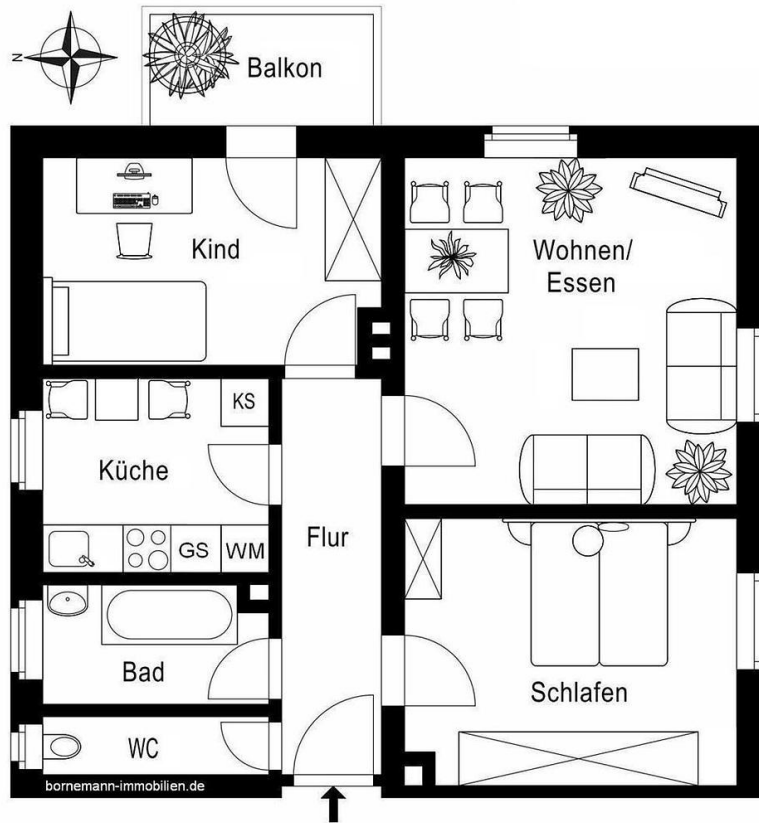 N
Balkon
Kind
Wohnen/
Essen
KS
Küche
GS
WM
Flur
Bad
Schlafen
WC
bornemann-immobilien.de